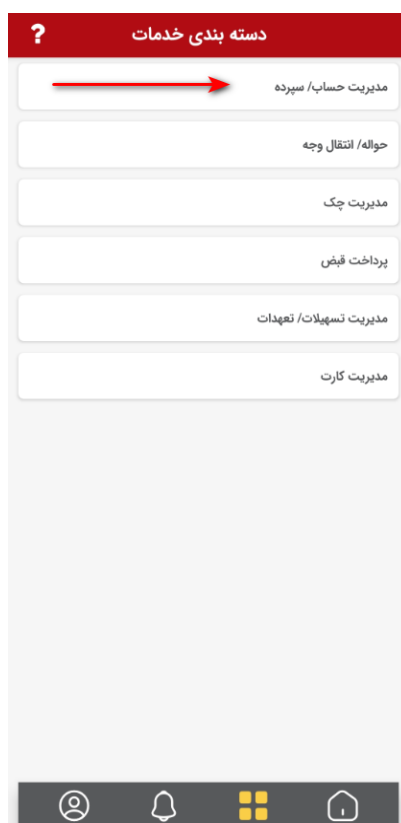 دسته بندی خدمات ?
مدیریت حساب/ سپرده
حواله/ انتقال وجه
مدیریت چک
پرداخت قبض
مدیریت تسهیلات/ تعهدات
مدیریت کارت